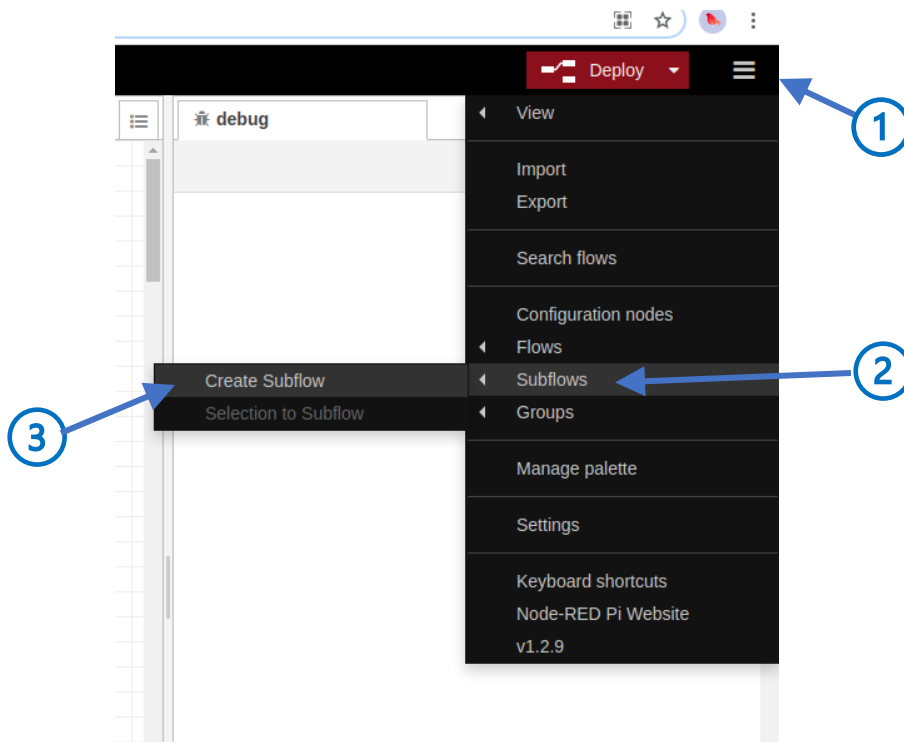 Deploy
1
debug
View
Import
Export
Search flows
Configuration nodes
Flows
Create Subflow
Subflows
2
Selection to Subflow
Groups
3
Manage palette
Settings
Keyboard shortcuts
Node-RED Pi Website
v1.2.9